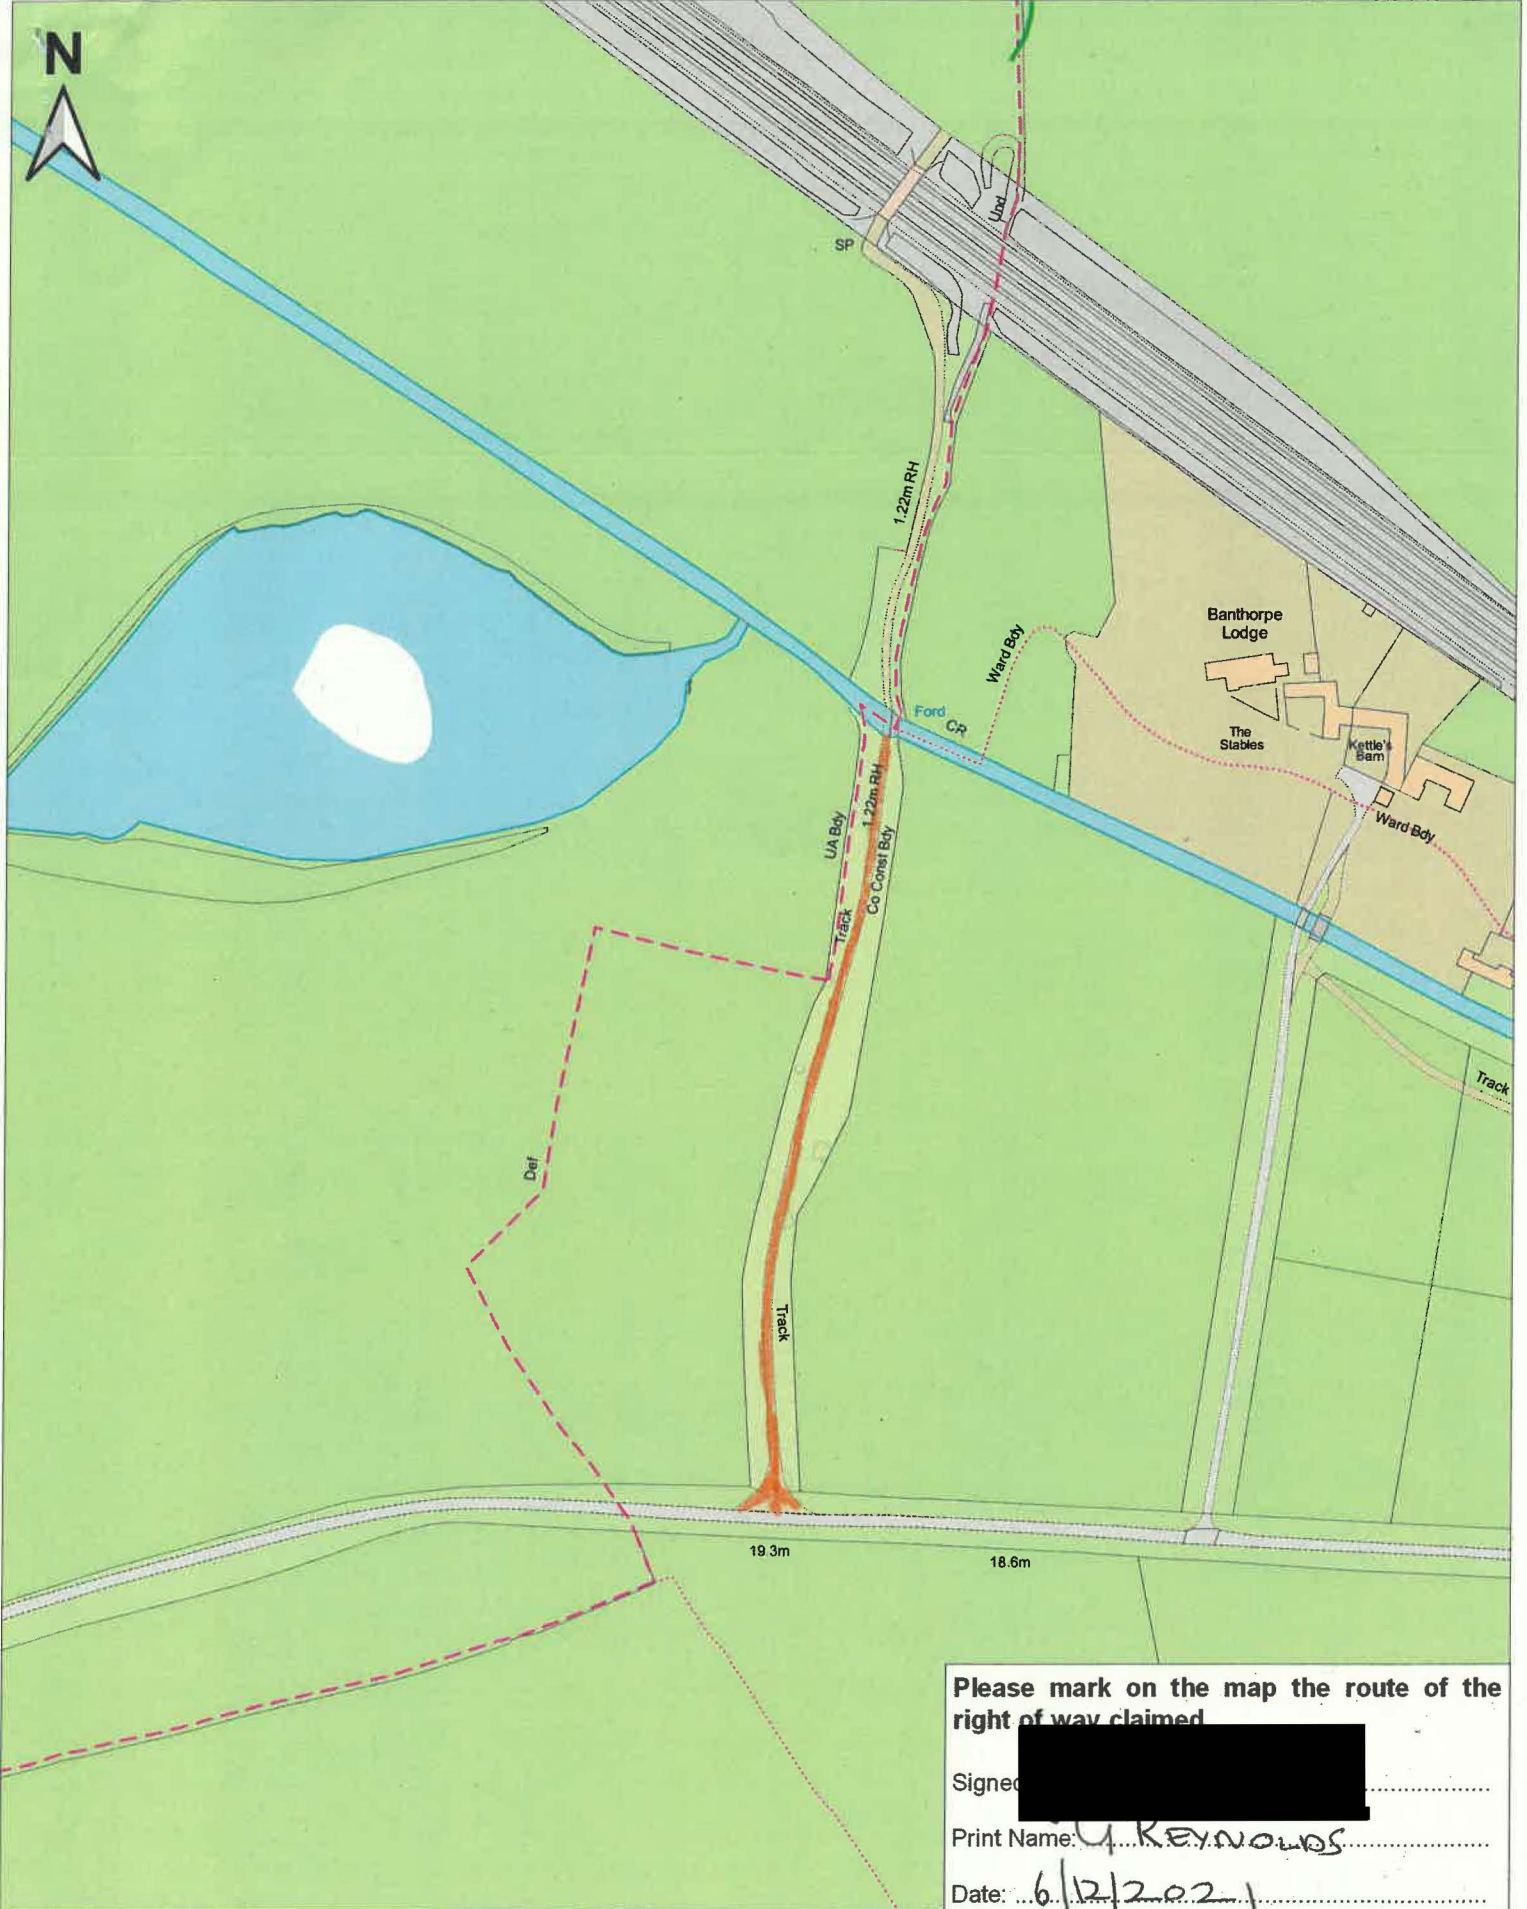 N
Und
SP
1.22m RH
Ward Bdy
Banthorpe
Lodge
Ford
CR
The
Stables
Kettle's
Barn
Ward Bdy
UA Bdy
1.22m RH
Co Const Bdy
Track
Track
Def
Track
19.3m
18.6m
Please mark on the map the route of the
right of way claimed
Signed
Print Name: REYNOLDS
Date: 6/12/2021